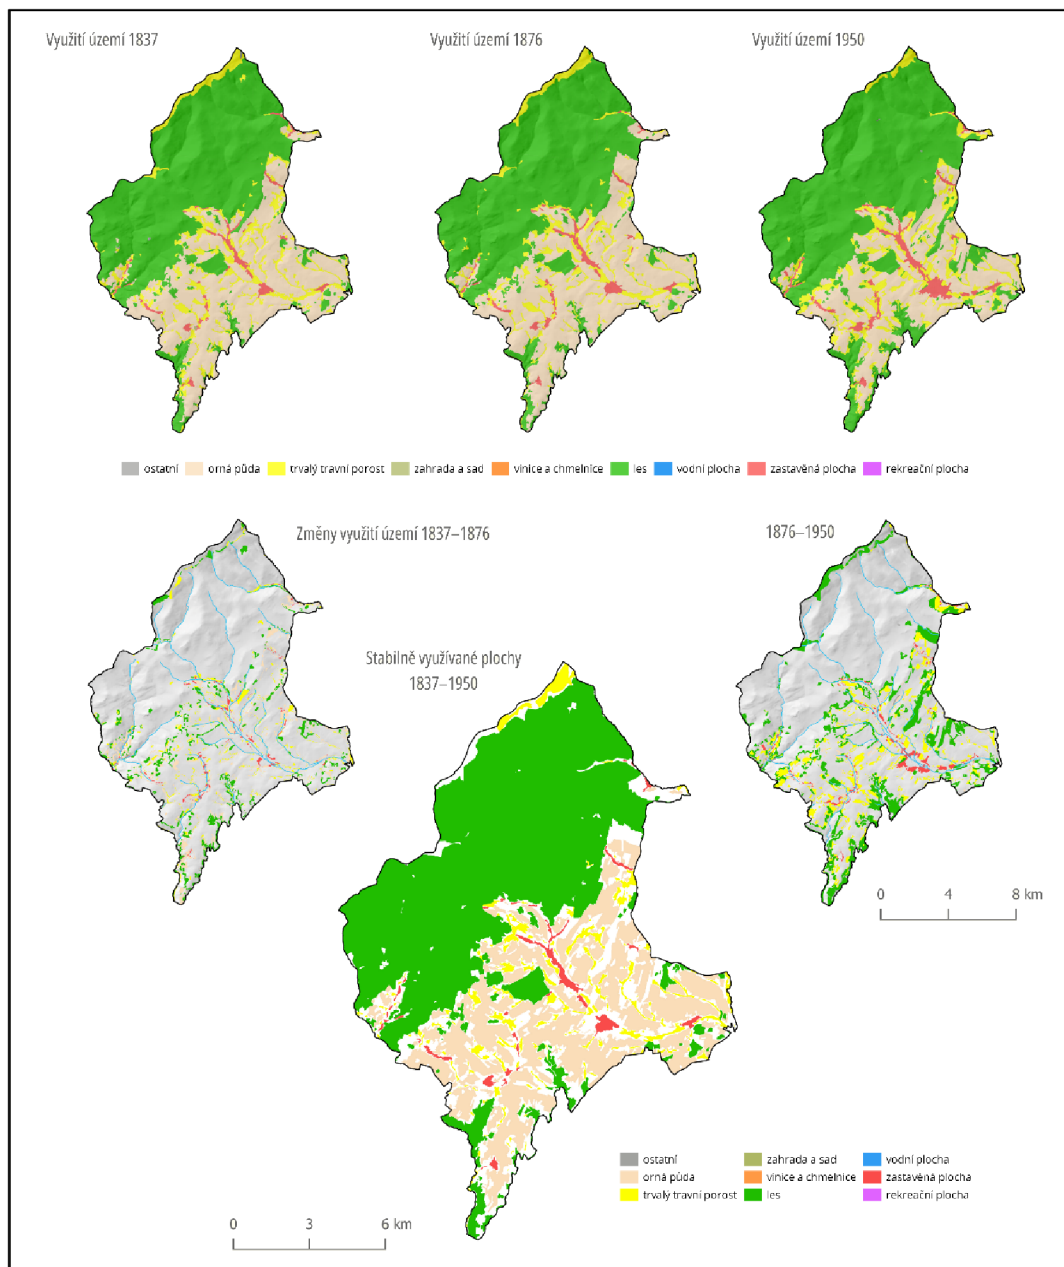 Využití území 1837
Využití území 1876
Využití území 1950
ostatní
orná půda
trvalý travní porost
zahrada a sad
vinice a chmelnice
les
vodní plocha
zastavěná plocha
rekreační plocha
Změny využití území 1837–1876
1876–1950
Stabilně využívané plochy
1837–1950
0 4 8 km
ostatní
orná půda
trvalý travní porost
zahrada a sad
vinice a chmelnice
les
vodní plocha
zastavěná plocha
rekreační plocha
0 3 6 km